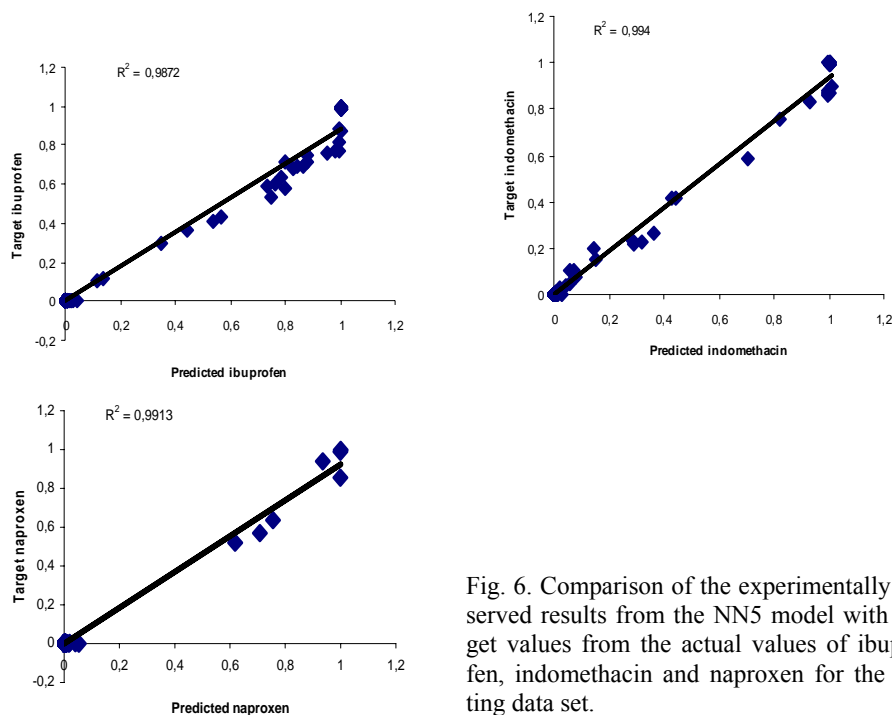 R² = 0,9872
1,2
1
0,8
0,6
0,4
0,2
0
-0,2
0 0,2 0,4 0,6 0,8 1 1,2
Target ibuprofen
Predicted ibuprofen
R² = 0,994
1,2
1
0,8
0,6
0,4
0,2
0
0 0,2 0,4 0,6 0,8 1 1,2
Target indomethacin
Predicted indomethacin
R² = 0,9913
1,2
1
0,8
0,6
0,4
0,2
0
-0,2
0 0,2 0,4 0,6 0,8 1 1,2
Target naproxen
Predicted naproxen
Fig. 6. Comparison of the experimentally
served results from the NN5 model with
get values from the actual values of ibup
fen, indomethacin and naproxen for the
ting data set.